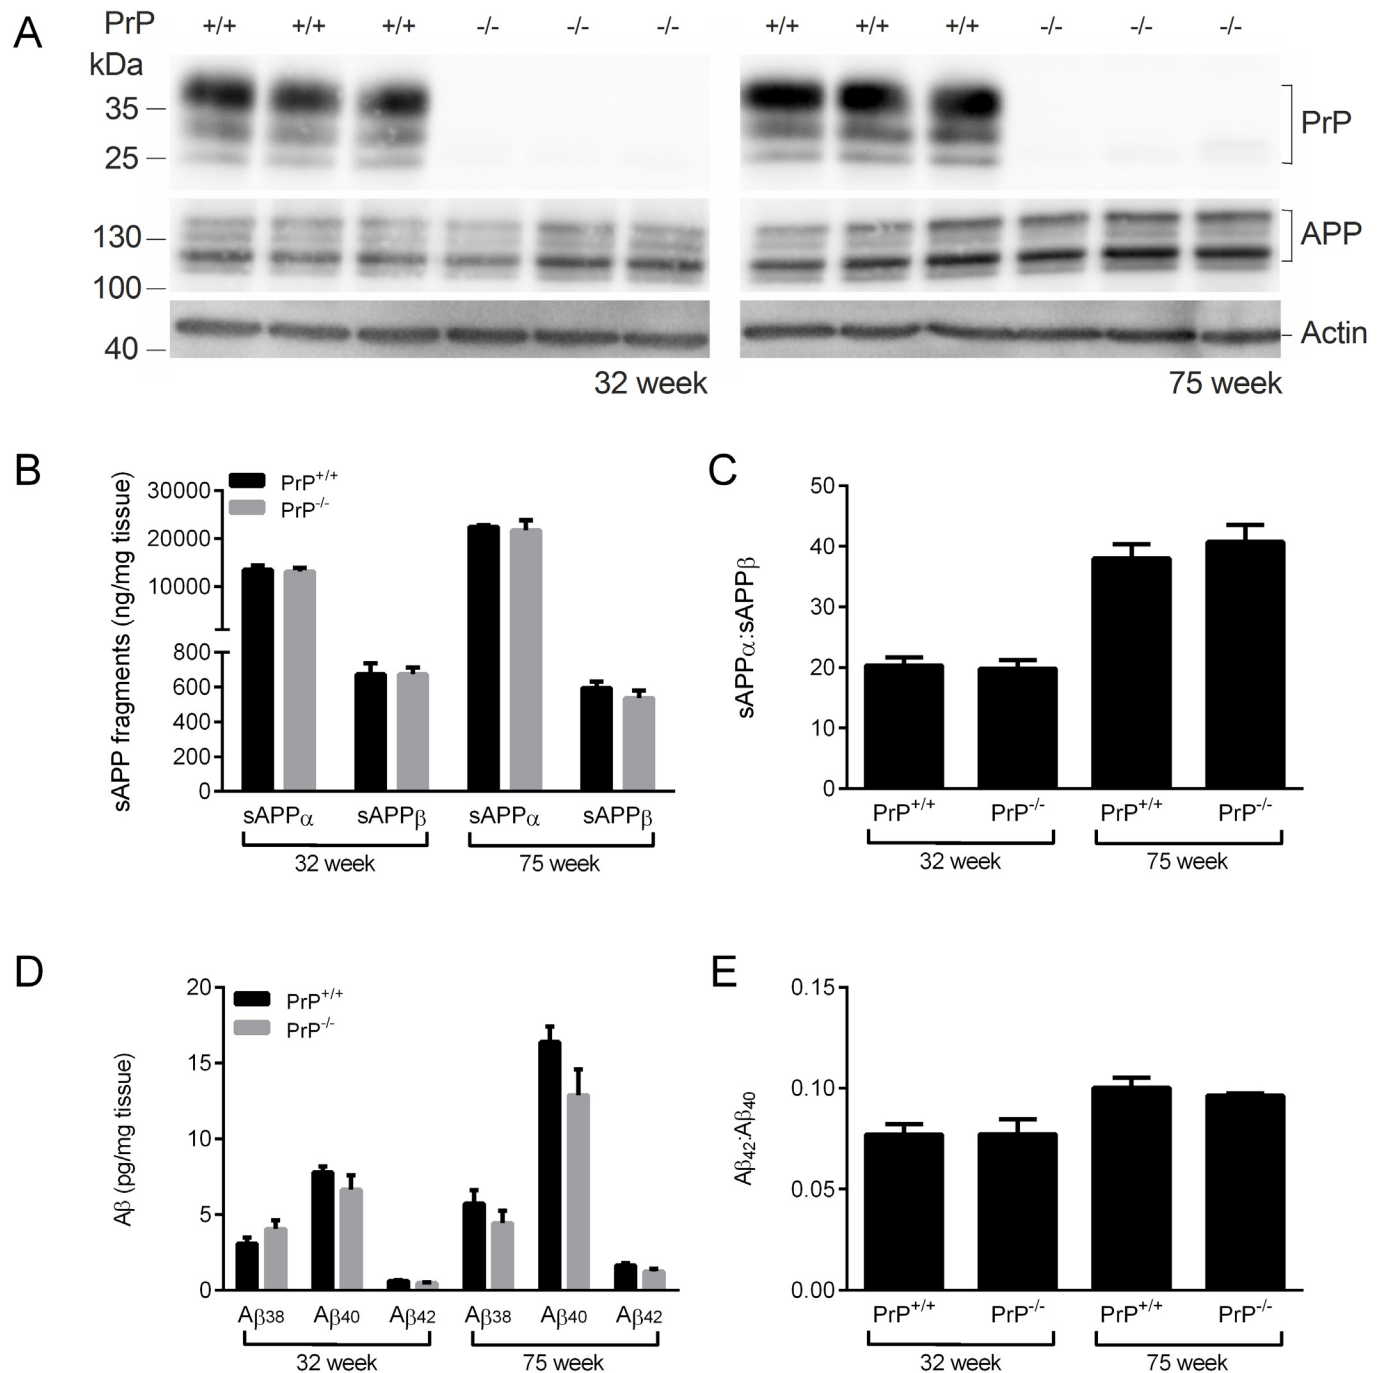 A
PrP +/+ +/+ +/+ -/- -/- -/- +/+ +/+ +/+ -/- -/- -/-
kDa
35
25
PrP
130
100
APP
40
Actin
32 week 75 week
B
sAPP fragments (ng/mg tissue)
30000
20000
10000
800
600
400
200
0
PrP+/+
PrP-/-
sAPPα sAPPβ sAPPα sAPPβ
32 week 75 week
C
sAPPα:sAPPβ
50
40
30
20
10
0
PrP+/+ PrP-/- PrP+/+ PrP-/-
32 week 75 week
D
Aβ (pg/mg tissue)
20
15
10
5
0
PrP+/+
PrP-/-
Aβ38 Aβ40 Aβ42 Aβ38 Aβ40 Aβ42
32 week 75 week
E
Aβ42:Aβ40
0.15
0.10
0.05
0.00
PrP+/+ PrP-/- PrP+/+ PrP-/-
32 week 75 week